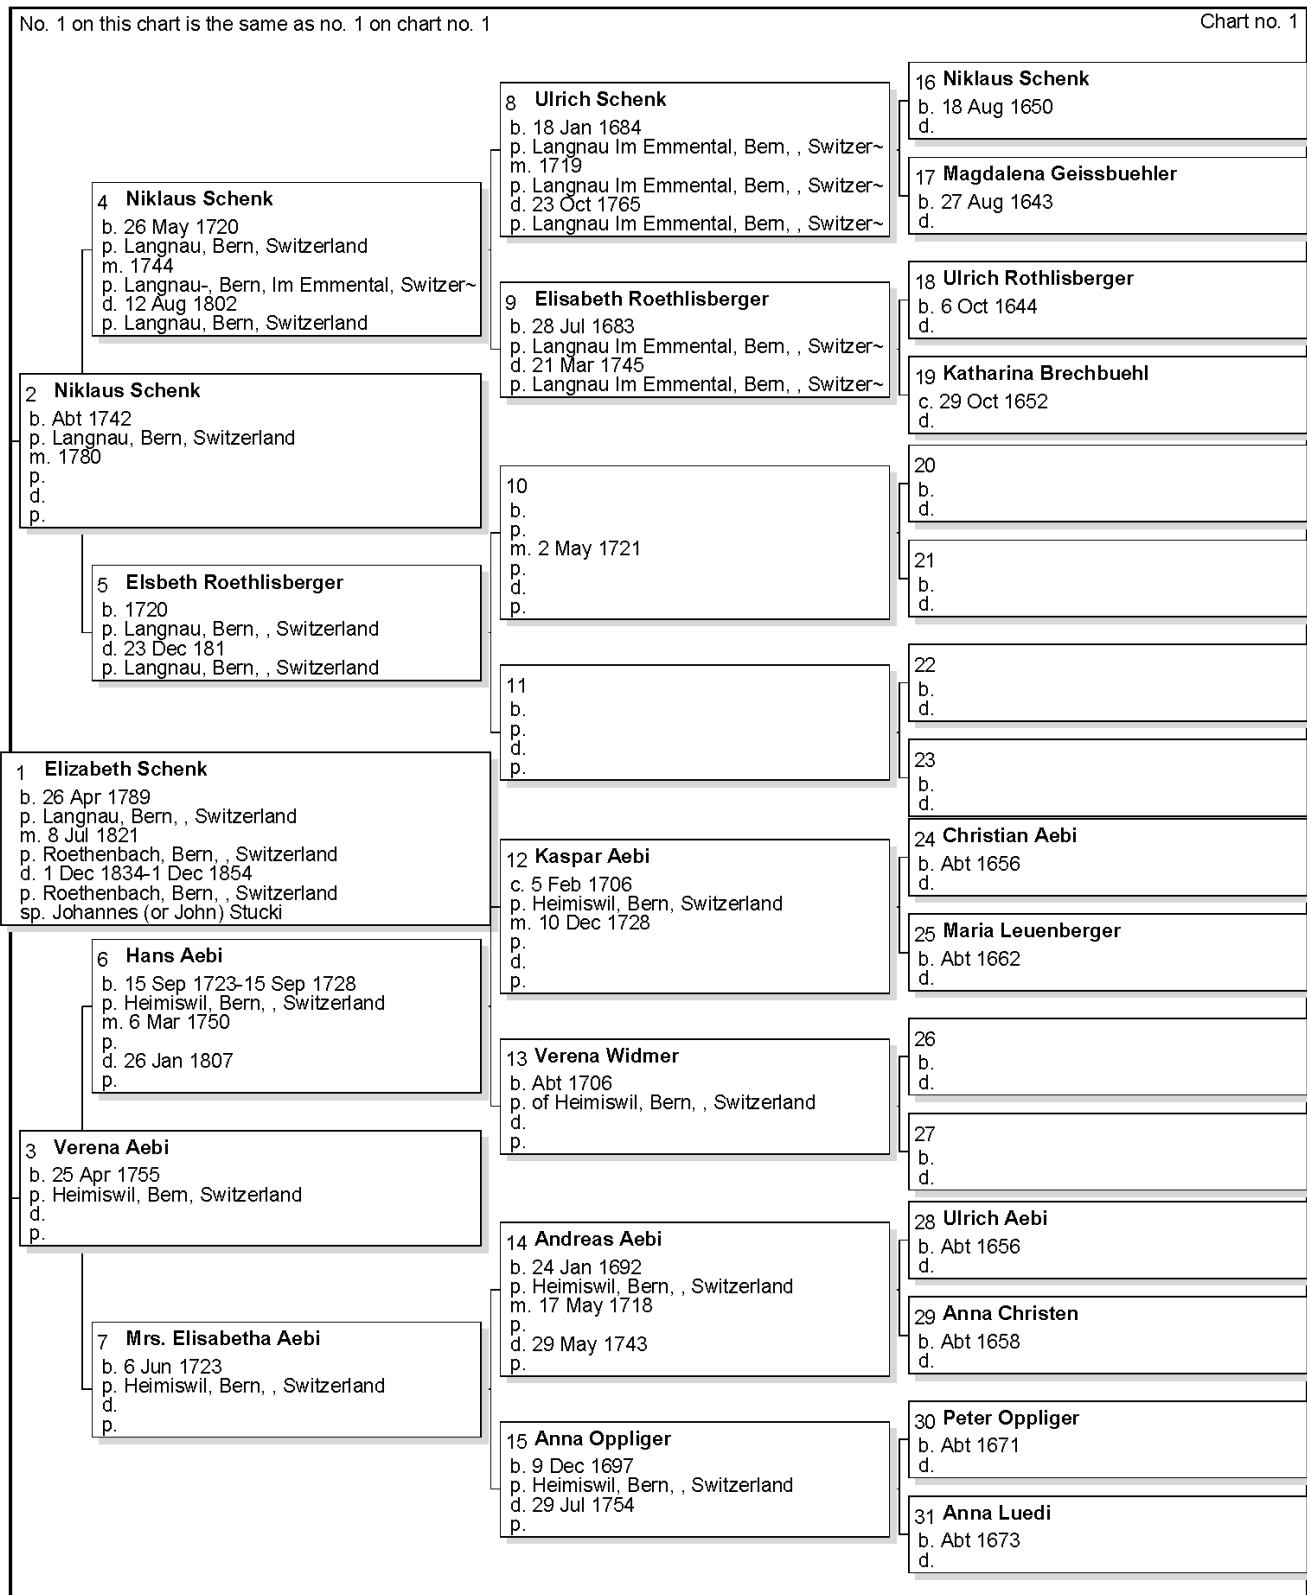 No. 1 on this chart is the same as no. 1 on chart no. 1
Chart no. 1
1 Elizabeth Schenk
b. 26 Apr 1789
p. Langnau, Bern, , Switzerland
m. 8 Jul 1821
p. Roethenbach, Bern, , Switzerland
d. 1 Dec 1834-1 Dec 1854
p. Roethenbach, Bern, , Switzerland
sp. Johannes (or John) Stucki
2 Niklaus Schenk
b. Abt 1742
p. Langnau, Bern, Switzerland
m. 1780
p.
d.
p.
3 Verena Aebi
b. 25 Apr 1755
p. Heimiswil, Bern, Switzerland
d.
p.
4 Niklaus Schenk
b. 26 May 1720
p. Langnau, Bern, Switzerland
m. 1744
p. Langnau-, Bern, Im Emmental, Switzer~
d. 12 Aug 1802
p. Langnau, Bern, Switzerland
5 Elsbeth Roethlisberger
b. 1720
p. Langnau, Bern, , Switzerland
d. 23 Dec 181
p. Langnau, Bern, , Switzerland
6 Hans Aebi
b. 15 Sep 1723-15 Sep 1728
p. Heimiswil, Bern, , Switzerland
m. 6 Mar 1750
p.
d. 26 Jan 1807
p.
7 Mrs. Elisabetha Aebi
b. 6 Jun 1723
p. Heimiswil, Bern, , Switzerland
d.
p.
8 Ulrich Schenk
b. 18 Jan 1684
p. Langnau Im Emmental, Bern, , Switzer~
m. 1719
p. Langnau Im Emmental, Bern, , Switzer~
d. 23 Oct 1765
p. Langnau Im Emmental, Bern, , Switzer~
9 Elisabeth Roethlisberger
b. 28 Jul 1683
p. Langnau Im Emmental, Bern, , Switzer~
d. 21 Mar 1745
p. Langnau Im Emmental, Bern, , Switzer~
10
b.
p.
m. 2 May 1721
p.
d.
p.
11
b.
p.
d.
p.
12 Kaspar Aebi
c. 5 Feb 1706
p. Heimiswil, Bern, Switzerland
m. 10 Dec 1728
p.
d.
p.
13 Verena Widmer
b. Abt 1706
p. of Heimiswil, Bern, , Switzerland
d.
p.
14 Andreas Aebi
b. 24 Jan 1692
p. Heimiswil, Bern, , Switzerland
m. 17 May 1718
p.
d. 29 May 1743
p.
15 Anna Oppliger
b. 9 Dec 1697
p. Heimiswil, Bern, , Switzerland
d. 29 Jul 1754
p.
16 Niklaus Schenk
b. 18 Aug 1650
d.
17 Magdalena Geissbuehler
b. 27 Aug 1643
d.
18 Ulrich Rothlisberger
b. 6 Oct 1644
d.
19 Katharina Brechbuehl
c. 29 Oct 1652
d.
20
b.
d.
21
b.
d.
22
b.
d.
23
b.
d.
24 Christian Aebi
b. Abt 1656
d.
25 Maria Leuenberger
b. Abt 1662
d.
26
b.
d.
27
b.
d.
28 Ulrich Aebi
b. Abt 1656
d.
29 Anna Christen
b. Abt 1658
d.
30 Peter Oppliger
b. Abt 1671
d.
31 Anna Luedi
b. Abt 1673
d.